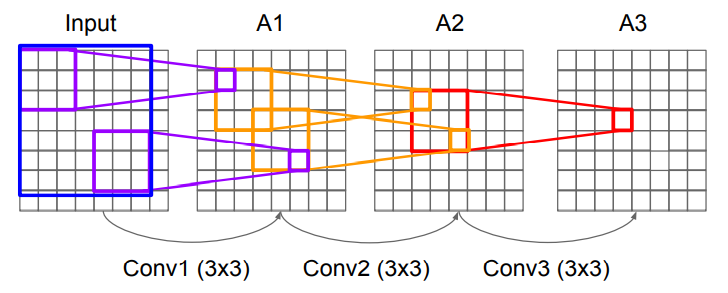 Input A1 A2 A3
Conv1 (3x3) Conv2 (3x3) Conv3 (3x3)